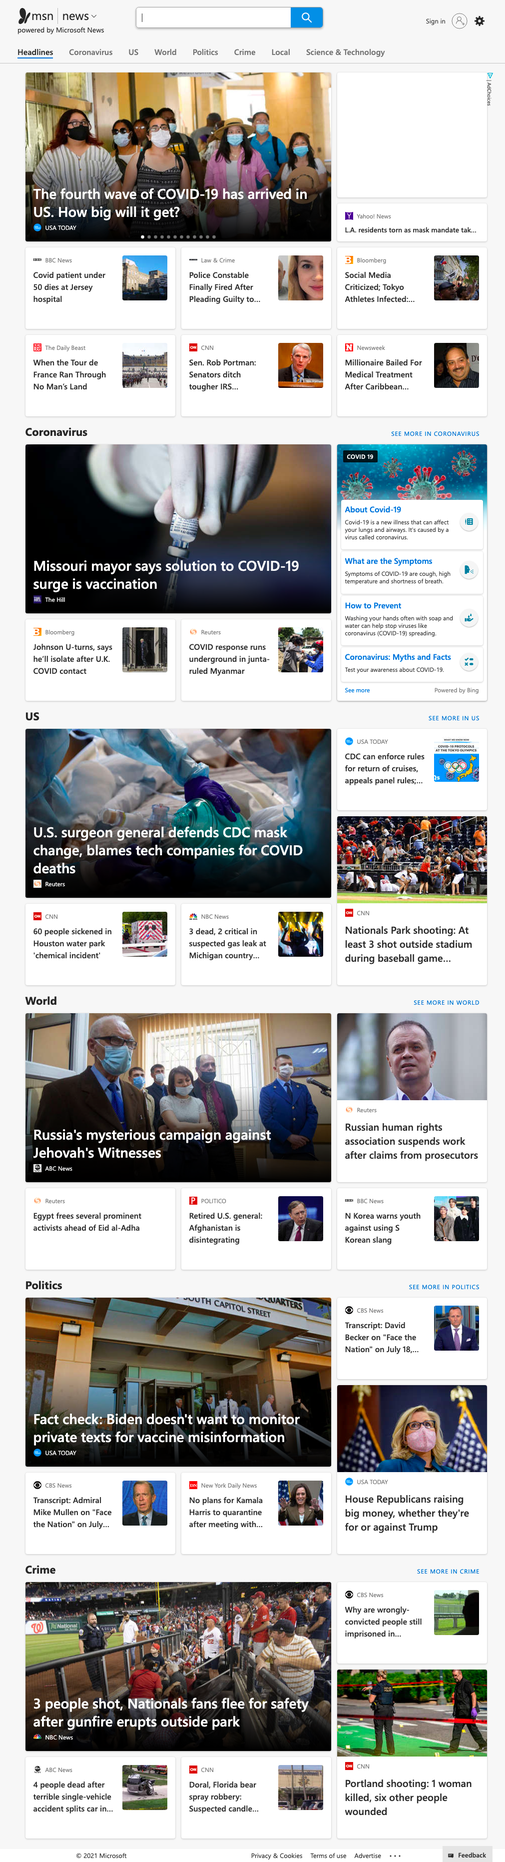 msn | news
powered by Microsoft News
Sign in
Headlines Coronavirus US World Politics Crime Local Science & Technology
The fourth wave of COVID-19 has arrived in
US. How big will it get?
USA TODAY
AdChoices
Yahoo! News
L.A. residents torn as mask mandate tak...
BBC News
Covid patient under
50 dies at Jersey
hospital
Law & Crime
Police Constable
Finally Fired After
Pleading Guilty to...
Bloomberg
Social Media
Criticized; Tokyo
Athletes Infected:...
The Daily Beast
When the Tour de
France Ran Through
No Man's Land
CNN
Sen. Rob Portman:
Senators ditch
tougher IRS...
Newsweek
Millionaire Bailed For
Medical Treatment
After Caribbean...
Coronavirus
SEE MORE IN CORONAVIRUS
Missouri mayor says solution to COVID-19
surge is vaccination
The Hill
COVID 19
About Covid-19
Covid-19 is a new illness that can affect
your lungs and airways. It's caused by a
virus called coronavirus.
What are the Symptoms
Symptoms of COVID-19 are cough, high
temperature and shortness of breath.
How to Prevent
Washing your hands often with soap and
water can help stop viruses like
coronavirus (COVID-19) spreading.
Coronavirus: Myths and Facts
Test your awareness about COVID-19.
See more
Powered by Bing
Bloomberg
Johnson U-turns, says
he'll isolate after U.K.
COVID contact
Reuters
COVID response runs
underground in junta-
ruled Myanmar
US
SEE MORE IN US
U.S. surgeon general defends CDC mask
change, blames tech companies for COVID
deaths
Reuters
USA TODAY
CDC can enforce rules
for return of cruises,
appeals panel rules;...
COVID-19 PROTOCOLS
AT THE TOKYO OLYMPICS
CNN
Nationals Park shooting: At
least 3 shot outside stadium
during baseball game...
CNN
60 people sickened in
Houston water park
'chemical incident'
NBC News
3 dead, 2 critical in
suspected gas leak at
Michigan country...
World
SEE MORE IN WORLD
Russia's mysterious campaign against
Jehovah's Witnesses
ABC News
Reuters
Russian human rights
association suspends work
after claims from prosecutors
Reuters
Egypt frees several prominent
activists ahead of Eid al-Adha
POLITICO
Retired U.S. general:
Afghanistan is
disintegrating
BBC News
N Korea warns youth
against using S
Korean slang
Politics
SEE MORE IN POLITICS
SOUTH CAPITOL STREET
Fact check: Biden doesn't want to monitor
private texts for vaccine misinformation
USA TODAY
CBS News
Transcript: David
Becker on "Face the
Nation" on July 18,...
USA TODAY
House Republicans raising
big money, whether they're
for or against Trump
CBS News
Transcript: Admiral
Mike Mullen on "Face
the Nation" on July...
New York Daily News
No plans for Kamala
Harris to quarantine
after meeting with...
Crime
SEE MORE IN CRIME
3 people shot, Nationals fans flee for safety
after gunfire erupts outside park
NBC News
CBS News
Why are wrongly-
convicted people still
imprisoned in...
CNN
Portland shooting: 1 woman
killed, six other people
wounded
ABC News
4 people dead after
terrible single-vehicle
accident splits car in...
CNN
Doral, Florida bear
spray robbery:
Suspected candle...
© 2021 Microsoft
Privacy & Cookies Terms of use Advertise ...
Feedback